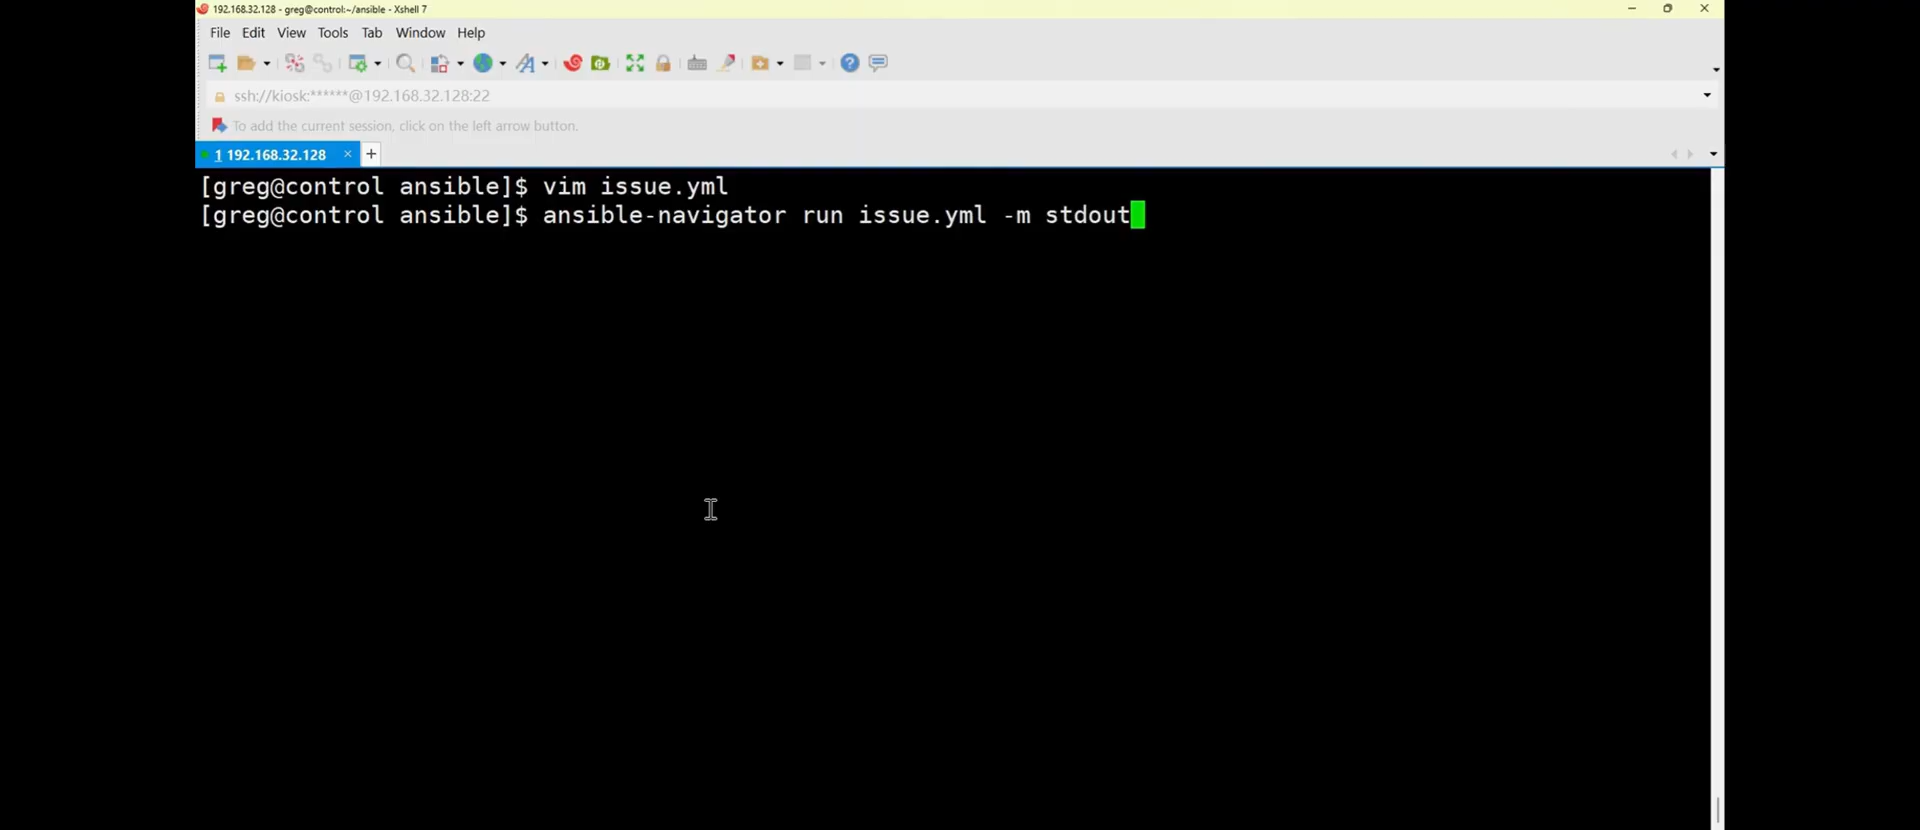 192.168.32.128 - greg@control:~/ansible - Xshell 7
File Edit View Tools Tab Window Help
ssh://kiosk:******@192.168.32.128:22
To add the current session, click on the left arrow button.
1 192.168.32.128 × +
[greg@control ansible]$ vim issue.yml
[greg@control ansible]$ ansible-navigator run issue.yml -m stdout